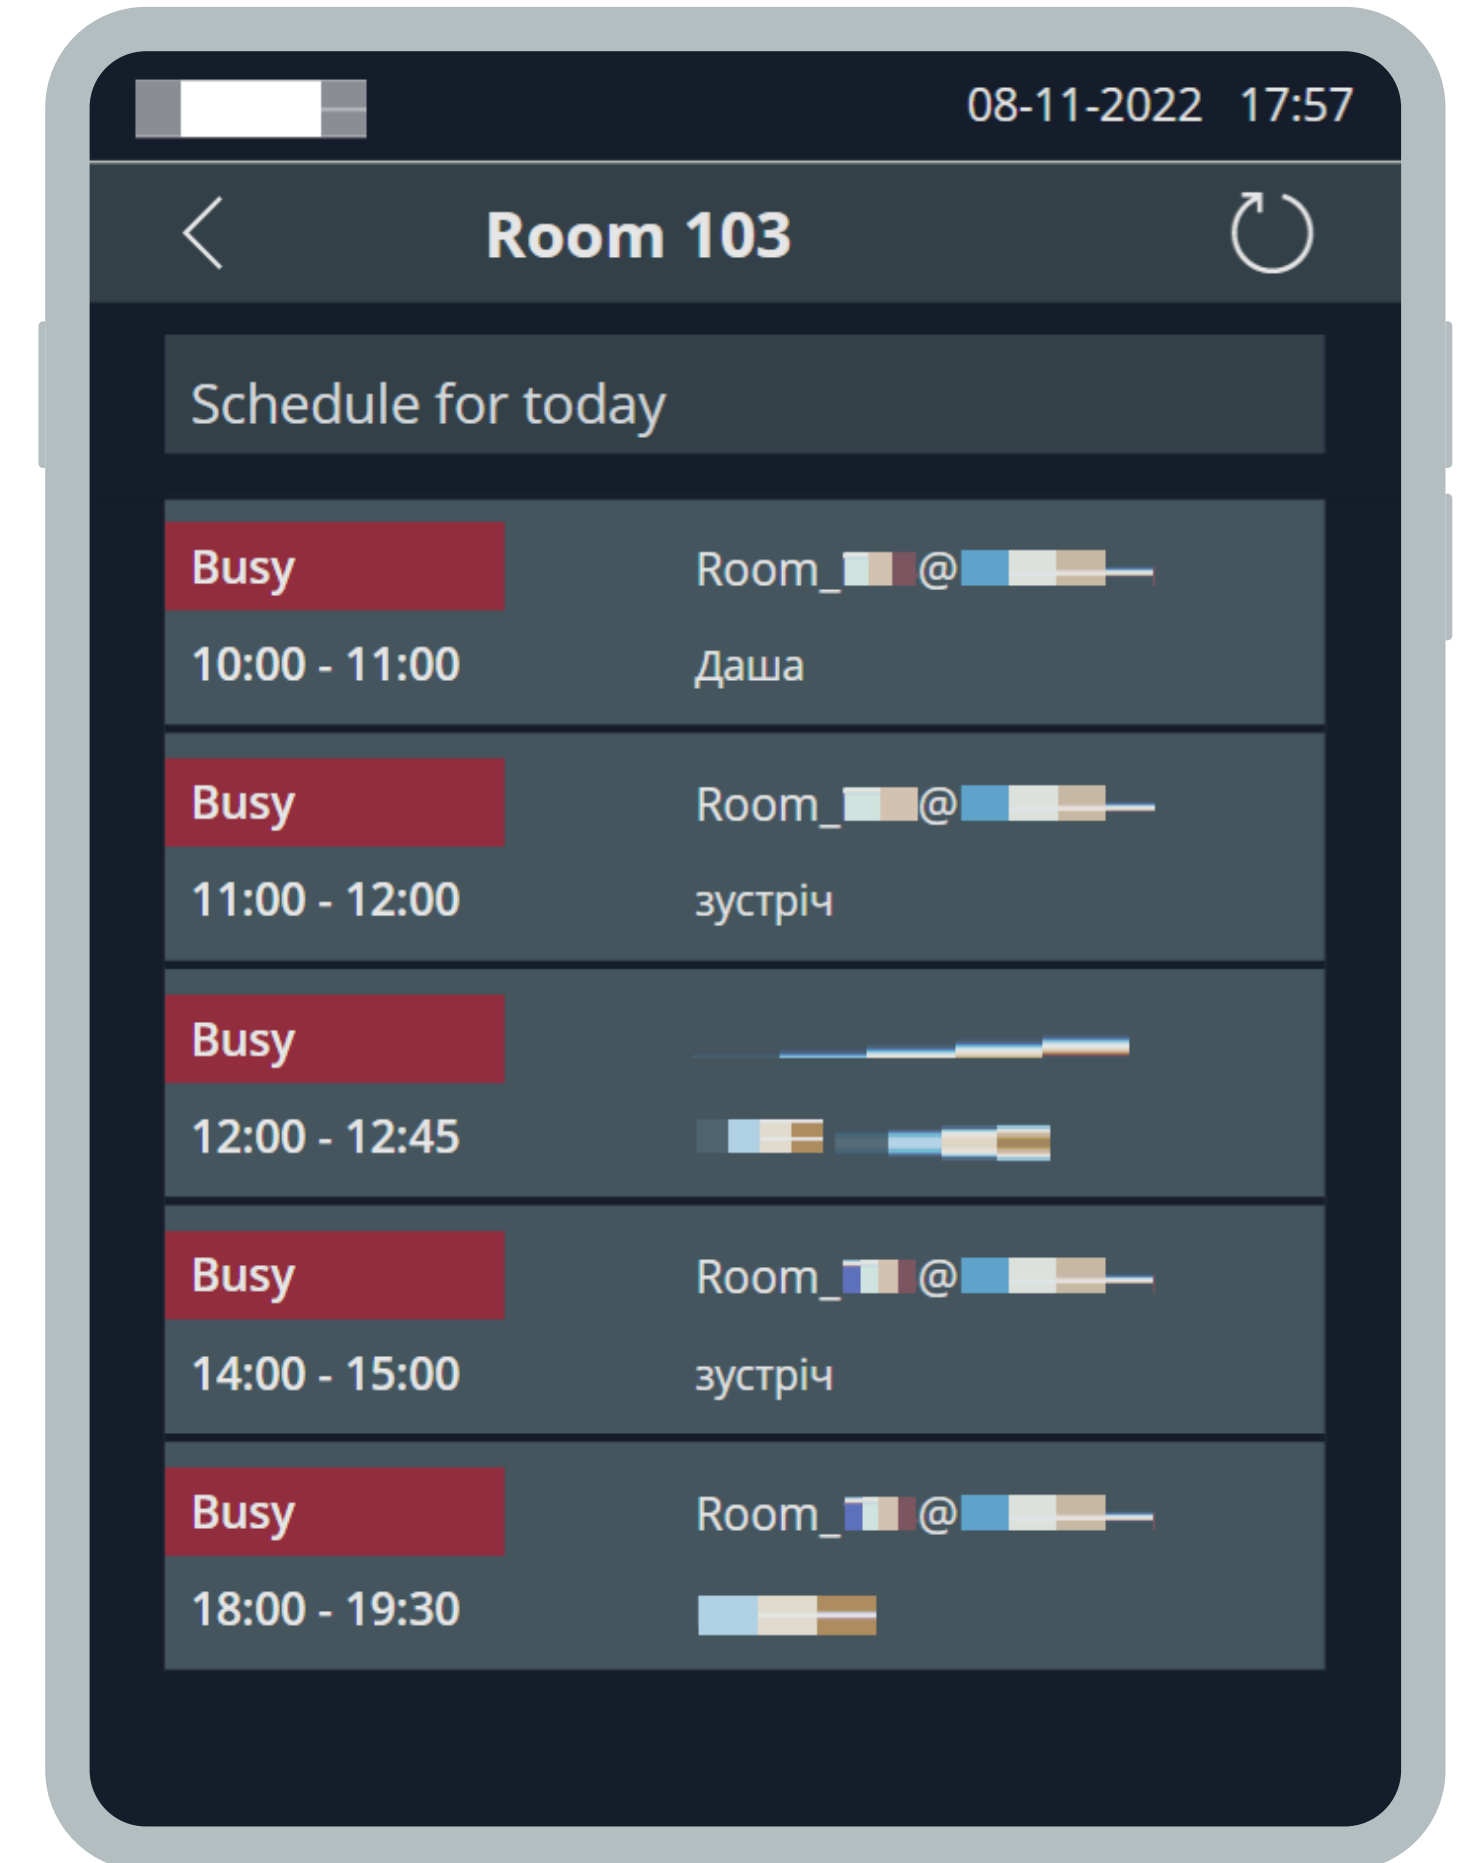 08-11-2022 17:57
Room 103
Schedule for today
Busy Room_ @
10:00 - 11:00 Даша
Busy Room_ @
11:00 - 12:00 зустріч
Busy
12:00 - 12:45
Busy Room_ @
14:00 - 15:00 зустріч
Busy Room_ @
18:00 - 19:30